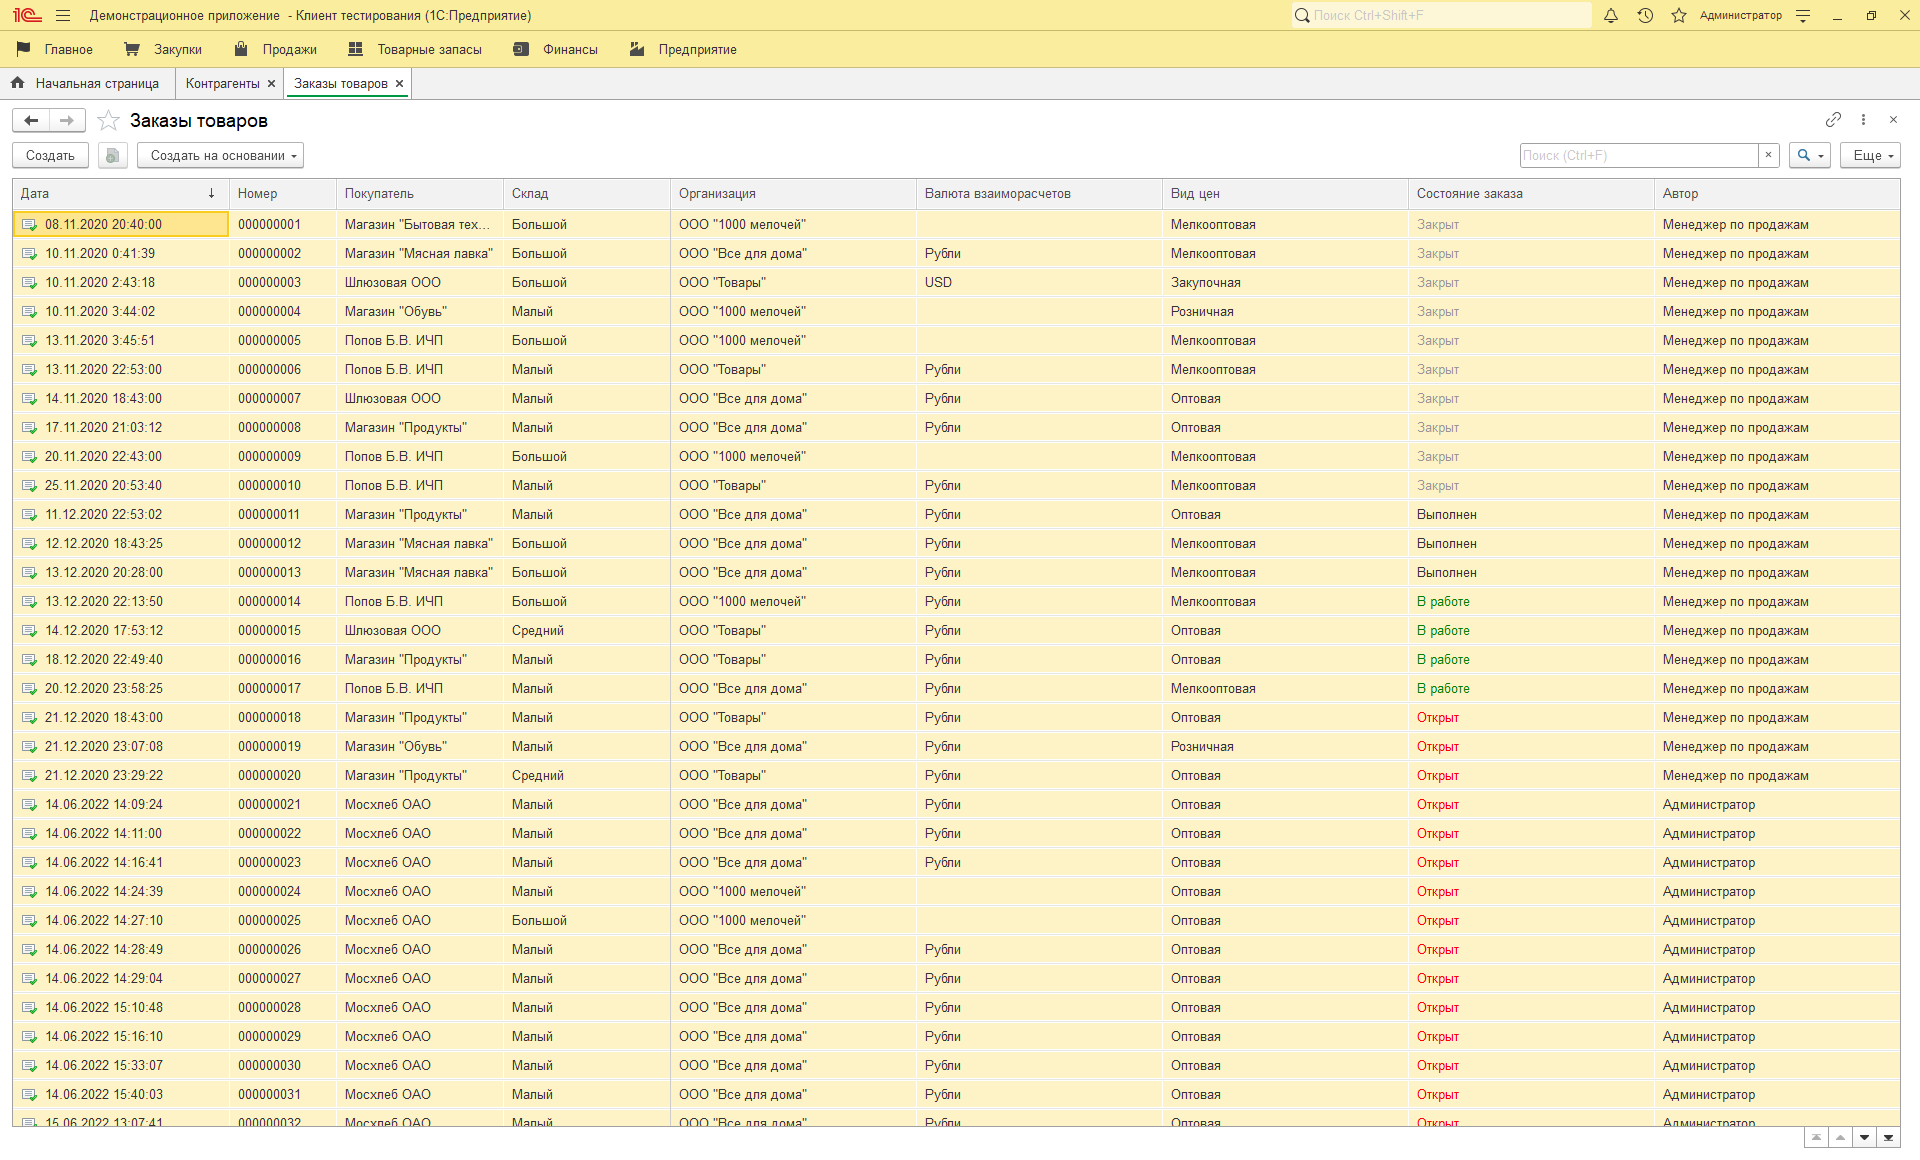 1С Демонстрационное приложение - Клиент тестирования (1С:Предприятие) Поиск Ctrl+Shift+F Администратор
Главное Закупки Продажи Товарные запасы Финансы Предприятие
Начальная страница Контрагенты Заказы товаров
Заказы товаров
Создать Создать на основании Поиск (Ctrl+F) Еще
Дата Номер Покупатель Склад Организация Валюта взаиморасчетов Вид цен Состояние заказа Автор
08.11.2020 20:40:00 000000001 Магазин "Бытовая тех... Большой ООО "1000 мелочей" Мелкооптовая Закрыт Менеджер по продажам
10.11.2020 0:41:39 000000002 Магазин "Мясная лавка" Большой ООО "Все для дома" Рубли Мелкооптовая Закрыт Менеджер по продажам
10.11.2020 2:43:18 000000003 Шлюзовая ООО Большой ООО "Товары" USD Закупочная Закрыт Менеджер по продажам
10.11.2020 3:44:02 000000004 Магазин "Обувь" Малый ООО "1000 мелочей" Розничная Закрыт Менеджер по продажам
13.11.2020 3:45:51 000000005 Попов Б.В. ИЧП Большой ООО "1000 мелочей" Мелкооптовая Закрыт Менеджер по продажам
13.11.2020 22:53:00 000000006 Попов Б.В. ИЧП Малый ООО "Товары" Рубли Мелкооптовая Закрыт Менеджер по продажам
14.11.2020 18:43:00 000000007 Шлюзовая ООО Малый ООО "Все для дома" Рубли Оптовая Закрыт Менеджер по продажам
17.11.2020 21:03:12 000000008 Магазин "Продукты" Малый ООО "Все для дома" Рубли Оптовая Закрыт Менеджер по продажам
20.11.2020 22:43:00 000000009 Попов Б.В. ИЧП Большой ООО "1000 мелочей" Мелкооптовая Закрыт Менеджер по продажам
25.11.2020 20:53:40 000000010 Попов Б.В. ИЧП Малый ООО "Товары" Рубли Мелкооптовая Закрыт Менеджер по продажам
11.12.2020 22:53:02 000000011 Магазин "Продукты" Малый ООО "Все для дома" Рубли Оптовая Выполнен Менеджер по продажам
12.12.2020 18:43:25 000000012 Магазин "Мясная лавка" Большой ООО "Все для дома" Рубли Мелкооптовая Выполнен Менеджер по продажам
13.12.2020 20:28:00 000000013 Магазин "Мясная лавка" Большой ООО "Все для дома" Рубли Мелкооптовая Выполнен Менеджер по продажам
13.12.2020 22:13:50 000000014 Попов Б.В. ИЧП Большой ООО "1000 мелочей" Рубли Мелкооптовая В работе Менеджер по продажам
14.12.2020 17:53:12 000000015 Шлюзовая ООО Средний ООО "Товары" Рубли Оптовая В работе Менеджер по продажам
18.12.2020 22:49:40 000000016 Магазин "Продукты" Малый ООО "Товары" Рубли Оптовая В работе Менеджер по продажам
20.12.2020 23:58:25 000000017 Попов Б.В. ИЧП Малый ООО "Все для дома" Рубли Мелкооптовая В работе Менеджер по продажам
21.12.2020 18:43:00 000000018 Магазин "Продукты" Малый ООО "Товары" Рубли Оптовая Открыт Менеджер по продажам
21.12.2020 23:07:08 000000019 Магазин "Обувь" Малый ООО "Все для дома" Рубли Розничная Открыт Менеджер по продажам
21.12.2020 23:29:22 000000020 Магазин "Продукты" Средний ООО "Товары" Рубли Оптовая Открыт Менеджер по продажам
14.06.2022 14:09:24 000000021 Мосхлеб ОАО Малый ООО "Все для дома" Рубли Оптовая Открыт Администратор
14.06.2022 14:11:00 000000022 Мосхлеб ОАО Малый ООО "Все для дома" Рубли Оптовая Открыт Администратор
14.06.2022 14:16:41 000000023 Мосхлеб ОАО Малый ООО "Все для дома" Рубли Оптовая Открыт Администратор
14.06.2022 14:24:39 000000024 Мосхлеб ОАО Малый ООО "1000 мелочей" Оптовая Открыт Администратор
14.06.2022 14:27:10 000000025 Мосхлеб ОАО Большой ООО "1000 мелочей" Оптовая Открыт Администратор
14.06.2022 14:28:49 000000026 Мосхлеб ОАО Малый ООО "Все для дома" Рубли Оптовая Открыт Администратор
14.06.2022 14:29:04 000000027 Мосхлеб ОАО Малый ООО "Все для дома" Рубли Оптовая Открыт Администратор
14.06.2022 15:10:48 000000028 Мосхлеб ОАО Малый ООО "Все для дома" Рубли Оптовая Открыт Администратор
14.06.2022 15:16:10 000000029 Мосхлеб ОАО Малый ООО "Все для дома" Рубли Оптовая Открыт Администратор
14.06.2022 15:33:07 000000030 Мосхлеб ОАО Малый ООО "Все для дома" Рубли Оптовая Открыт Администратор
14.06.2022 15:40:03 000000031 Мосхлеб ОАО Малый ООО "Все для дома" Рубли Оптовая Открыт Администратор
15.06.2022 13:07:41 000000032 Мосхлеб ОАО Малый ООО "Все для дома" Рубли Оптовая Открыт Администратор